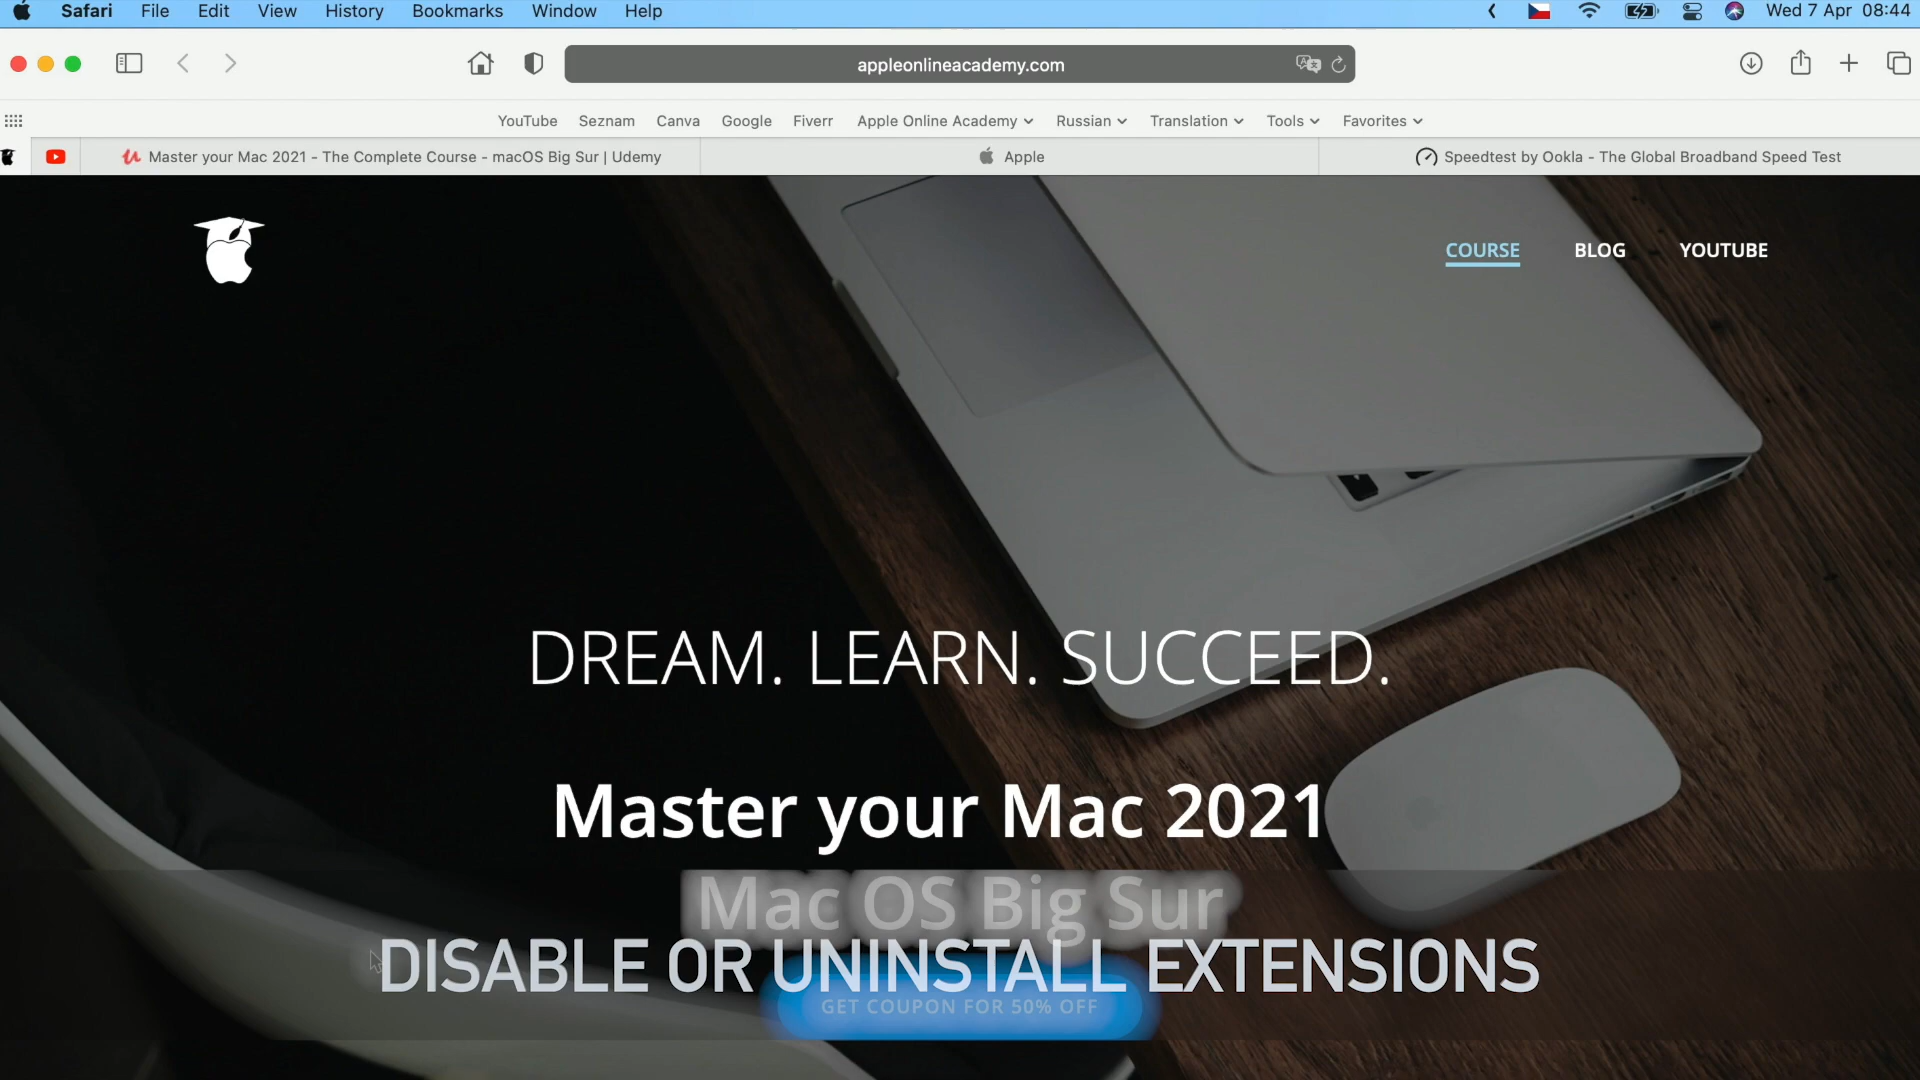 Safari File Edit View History Bookmarks Window Help Wed 7 Apr 08:44
appleonlineacademy.com
YouTube Seznam Canva Google Fiverr Apple Online Academy Russian Translation Tools Favorites
Master your Mac 2021 - The Complete Course - macOS Big Sur | Udemy Apple Speedtest by Ookla - The Global Broadband Speed Test
COURSE BLOG YOUTUBE
DREAM. LEARN. SUCCEED.
Master your Mac 2021
Mac OS Big Sur
DISABLE OR UNINSTALL EXTENSIONS
GET COUPON FOR 50% OFF